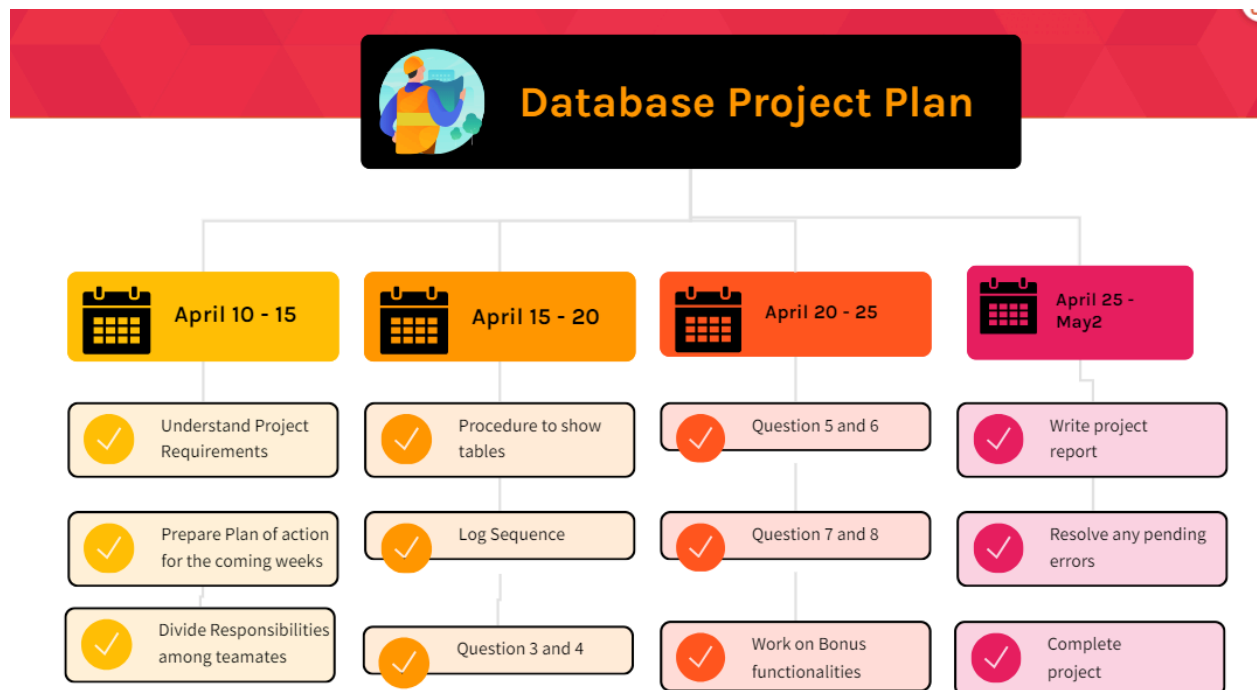 Database Project Plan
April 10 - 15
Understand Project
Requirements
Prepare Plan of action
for the coming weeks
Divide Responsibilities
among teamates
April 15 - 20
Procedure to show
tables
Log Sequence
Question 3 and 4
April 20 - 25
Question 5 and 6
Question 7 and 8
Work on Bonus
functionalities
April 25 -
May2
Write project
report
Resolve any pending
errors
Complete
project